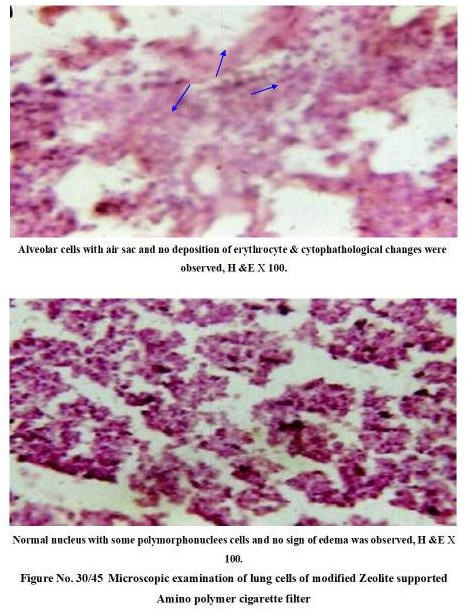 Alveolar cells with air sac and no deposition of erythrocyte & cytophathological changes were
observed, H &E X 100.
Normal nucleus with some polymorphonuclees cells and no sign of edema was observed, H &E X
100.
Figure No. 30/45 Microscopic examination of lung cells of modified Zeolite supported
Amino polymer cigarette filter